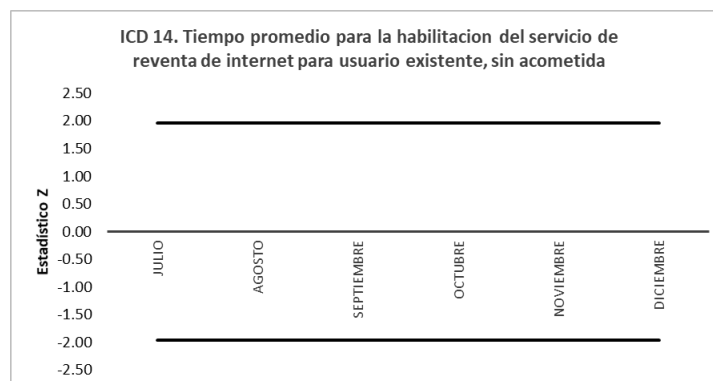 ICD 14. Tiempo promedio para la habilitacion del servicio de
reventa de internet para usuario existente, sin acometida
Estadístico Z
2.50
2.00
1.50
1.00
0.50
0.00
-0.50
-1.00
-1.50
-2.00
-2.50
JULIO
AGOSTO
SEPTIEMBRE
OCTUBRE
NOVIEMBRE
DICIEMBRE